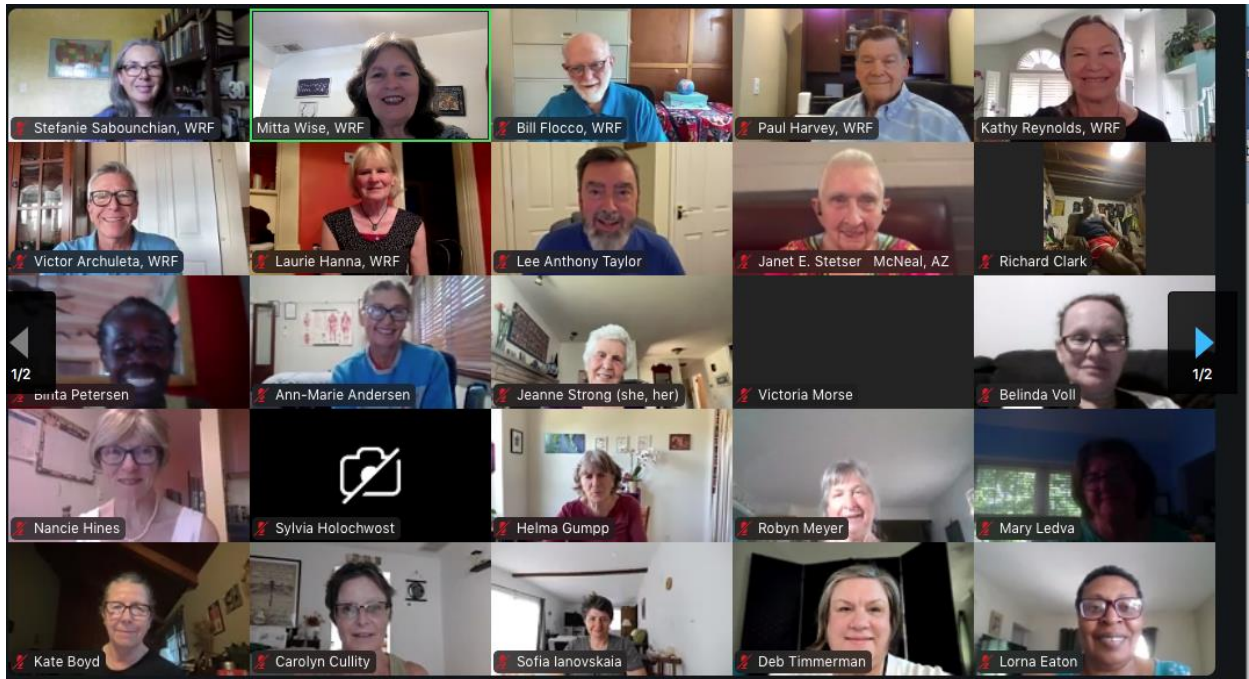 Stefanie Sabounchian, WRF
Mitta Wise, WRF
Bill Flocco, WRF
Paul Harvey, WRF
Kathy Reynolds, WRF
Victor Archuleta, WRF
Laurie Hanna, WRF
Lee Anthony Taylor
Janet E. Stetser McNeal, AZ
Richard Clark
1/2
Binta Petersen
Ann-Marie Andersen
Jeanne Strong (she, her)
Victoria Morse
Belinda Voll
1/2
Nancie Hines
Sylvia Holochwost
Helma Gumpp
Robyn Meyer
Mary Ledva
Kate Boyd
Carolyn Cullity
Sofia Ianovskaia
Deb Timmerman
Lorna Eaton